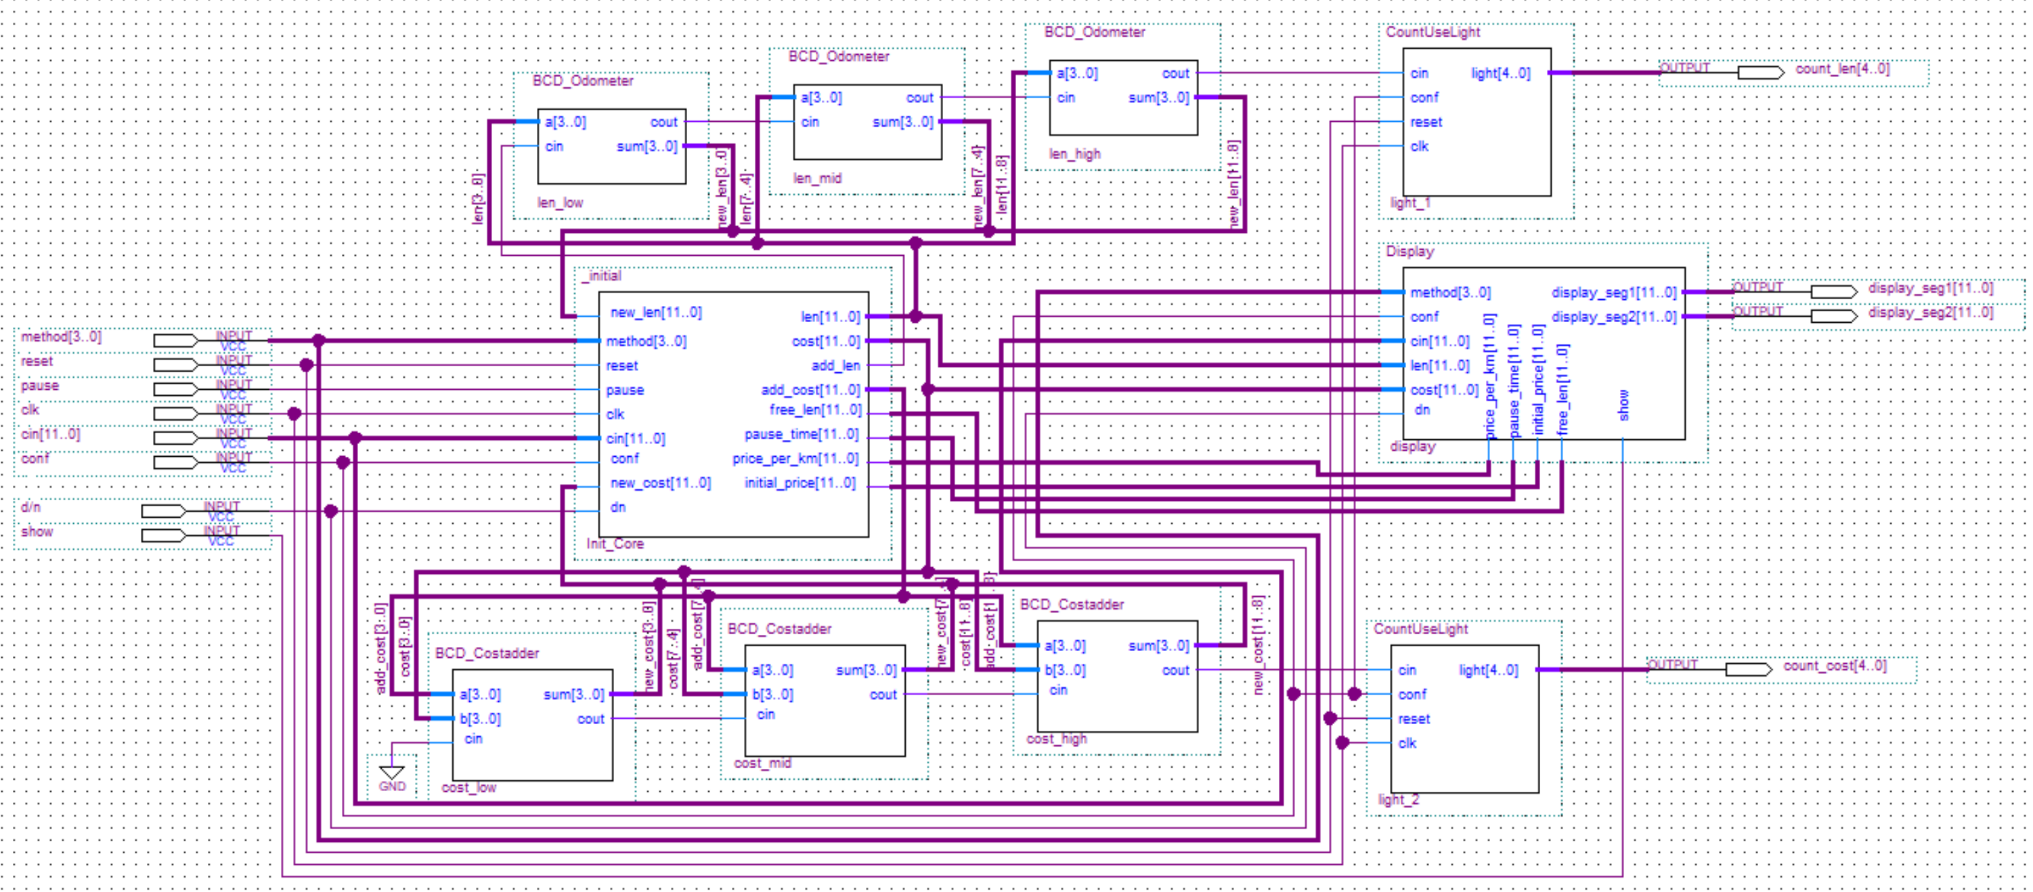 BCD_Odometer
a[3..0]
cin
cout
sum[3..0]
len_low
len[3..0]
new_len[3..0]
BCD_Odometer
a[3..0]
cin
cout
sum[3..0]
len_mid
len[7..4]
new_len[7..4]
BCD_Odometer
a[3..0]
cin
cout
sum[3..0]
len_high
len[11..8]
new_len[11..8]
CountUseLight
cin
conf
reset
clk
light[4..0]
light_1
OUTPUT
count_len[4..0]
method[3..0]
INPUT
VCC
reset
INPUT
VCC
pause
INPUT
VCC
clk
INPUT
VCC
cin[11..0]
INPUT
VCC
conf
INPUT
VCC
d/n
INPUT
VCC
show
INPUT
VCC
_initial
new_len[11..0]
method[3..0]
reset
pause
clk
cin[11..0]
conf
new_cost[11..0]
dn
len[11..0]
cost[11..0]
add_len
add_cost[11..0]
free_len[11..0]
pause_time[11..0]
price_per_km[11..0]
initial_price[11..0]
Init_Core
Display
method[3..0]
conf
cin[11..0]
len[11..0]
cost[11..0]
dn
display_seg1[11..0]
display_seg2[11..0]
price_per_km[11..0]
pause_time[11..0]
initial_price[11..0]
free_len[11..0]
show
display
OUTPUT
display_seg1[11..0]
OUTPUT
display_seg2[11..0]
add_cost[3..0]
cost[3..0]
BCD_Costadder
a[3..0]
b[3..0]
cin
sum[3..0]
cout
cost_low
GND
new_cost[3..0]
cost[7..4]
BCD_Costadder
a[3..0]
b[3..0]
cin
sum[3..0]
cout
cost_mid
cost[11..8]
BCD_Costadder
a[3..0]
b[3..0]
cin
sum[3..0]
cout
cost_high
new_cost[11..8]
CountUseLight
cin
conf
reset
clk
light[4..0]
light_2
OUTPUT
count_cost[4..0]